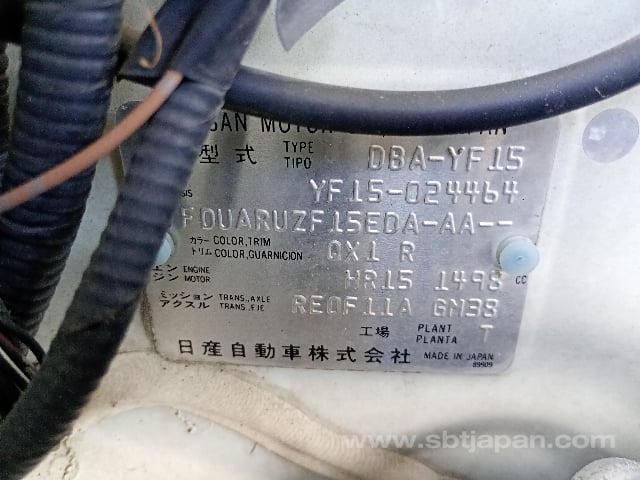 型式 TYPE TIPO DBA-YF15
YF15-024464
FDUARUZF15EDA-AA--
カラー COLOR,TRIM
トリム COLOR,GUARNICION QX1 R
エンジン ENGINE MOTOR HR15 1498 CC
ミッション TRANS.,AXLE
アクスル TRANS.,EJE RE0F11A GM38
工場 PLANT PLANTA T
日産自動車株式会社 MADE IN JAPAN
89909
www.sbtjapan.com